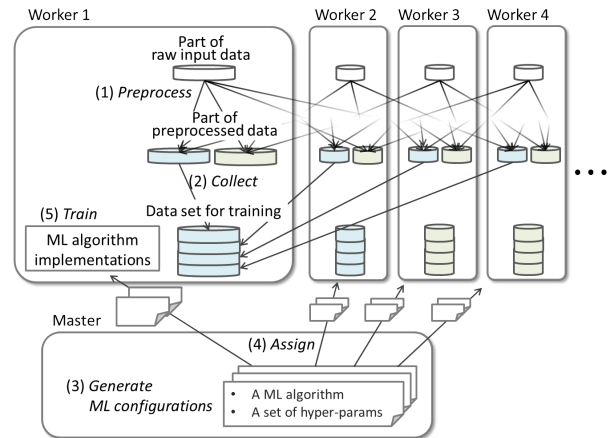 Worker 1
Worker 2
Worker 3
Worker 4
Part of
raw input data
(1) Preprocess
Part of
preprocessed data
(2) Collect
Data set for training
(5) Train
ML algorithm
implementations
Master
(4) Assign
(3) Generate
ML configurations
• A ML algorithm
• A set of hyper-params
• • •